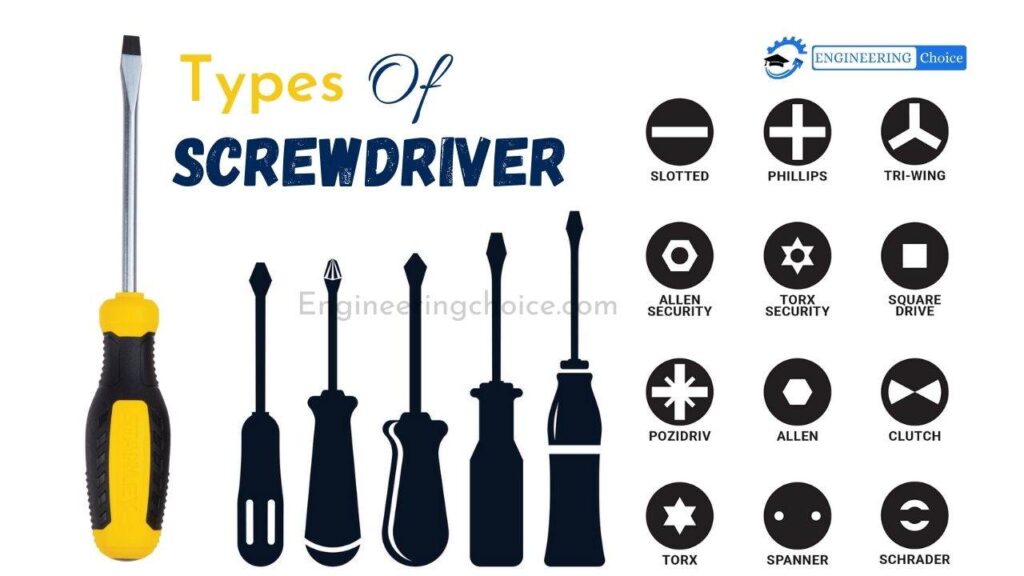 Types Of
SCREWDRIVER
ENGINEERING Choice
Engineeringchoice.com
STANLEY
SLOTTED
PHILLIPS
TRI-WING
ALLEN
SECURITY
TORX
SECURITY
SQUARE
DRIVE
POZIDRIV
ALLEN
CLUTCH
TORX
SPANNER
SCHRADER